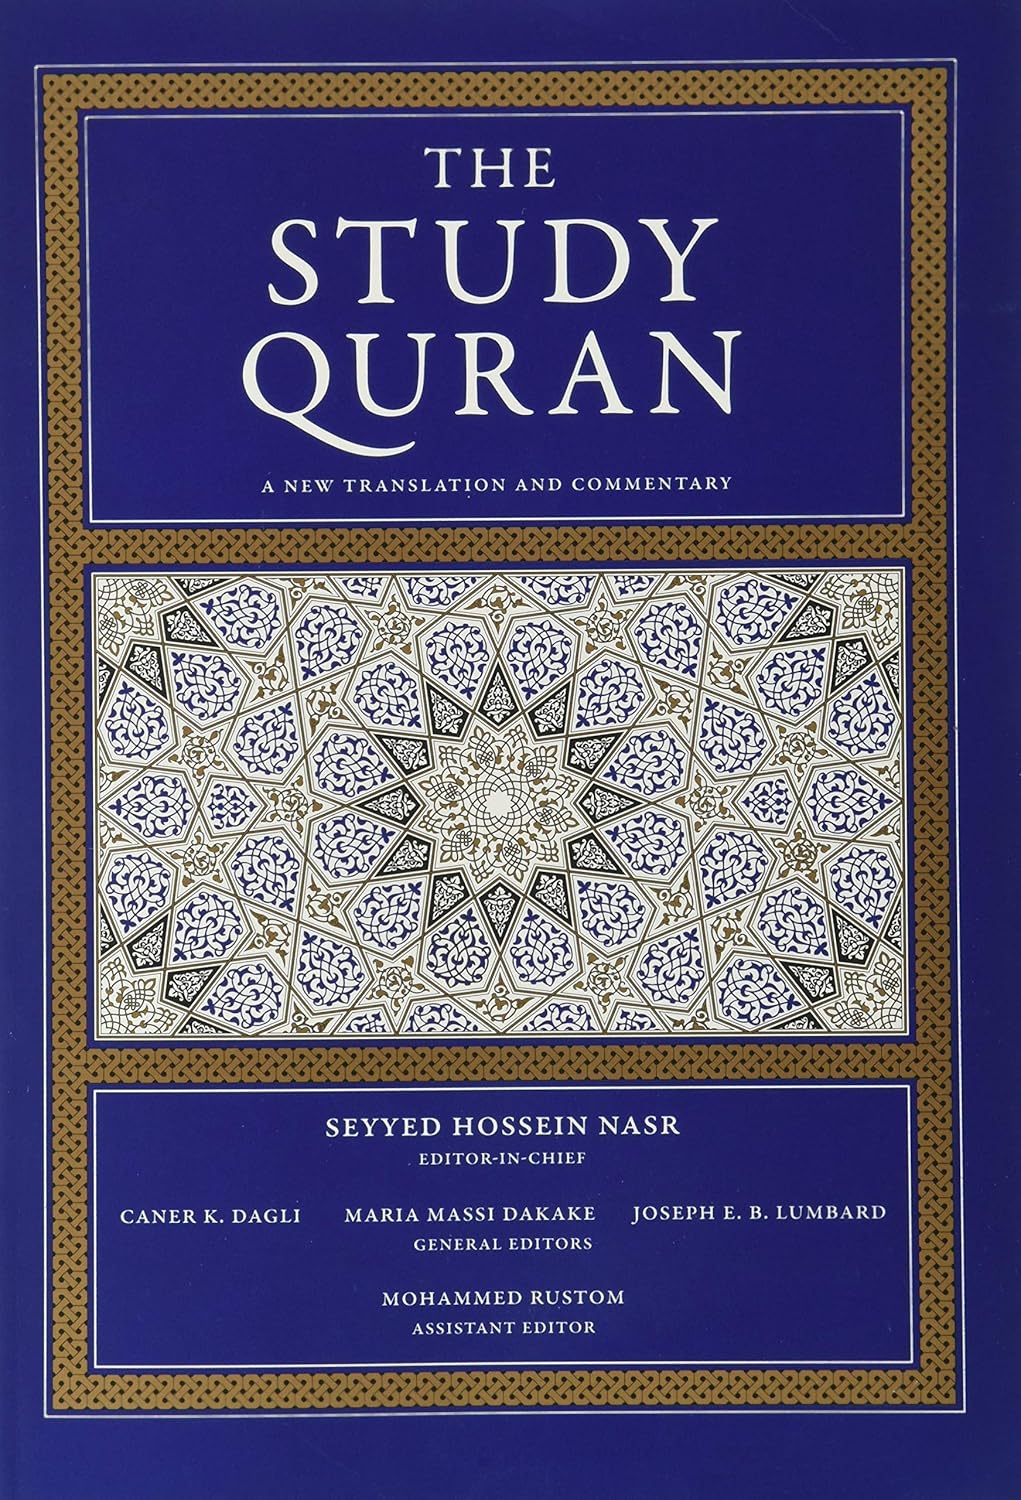 THE
STUDY
QURAN
A NEW TRANSLATION AND COMMENTARY
SEYYED HOSSEIN NASR
EDITOR-IN-CHIEF
CANER K. DAGLI MARIA MASSI DAKAKE JOSEPH E. B. LUMBARD
GENERAL EDITORS
MOHAMMED RUSTOM
ASSISTANT EDITOR